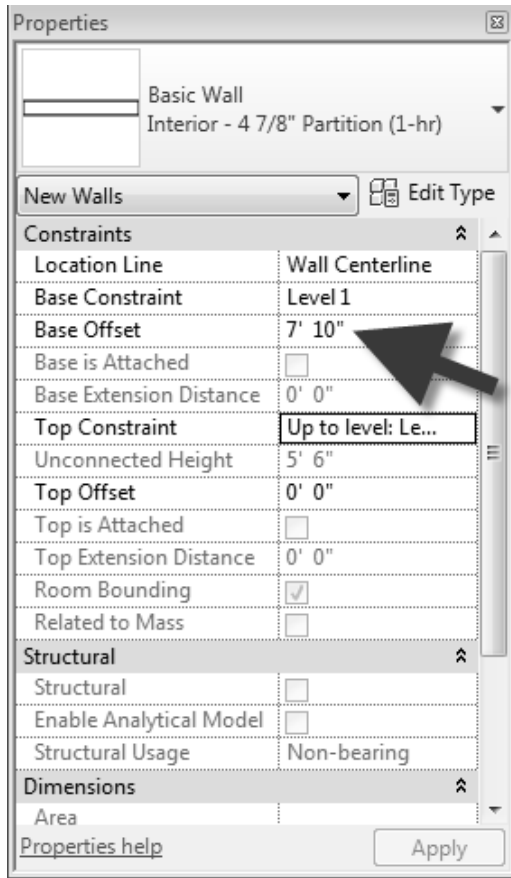 Properties
Basic Wall
Interior - 4 7/8" Partition (1-hr)
New Walls Edit Type
Constraints
Location Line Wall Centerline
Base Constraint Level 1
Base Offset 7' 10"
Base is Attached
Base Extension Distance 0' 0"
Top Constraint Up to level: Le...
Unconnected Height 5' 6"
Top Offset 0' 0"
Top is Attached
Top Extension Distance 0' 0"
Room Bounding
Related to Mass
Structural
Structural
Enable Analytical Model
Structural Usage Non-bearing
Dimensions
Area
Properties help Apply